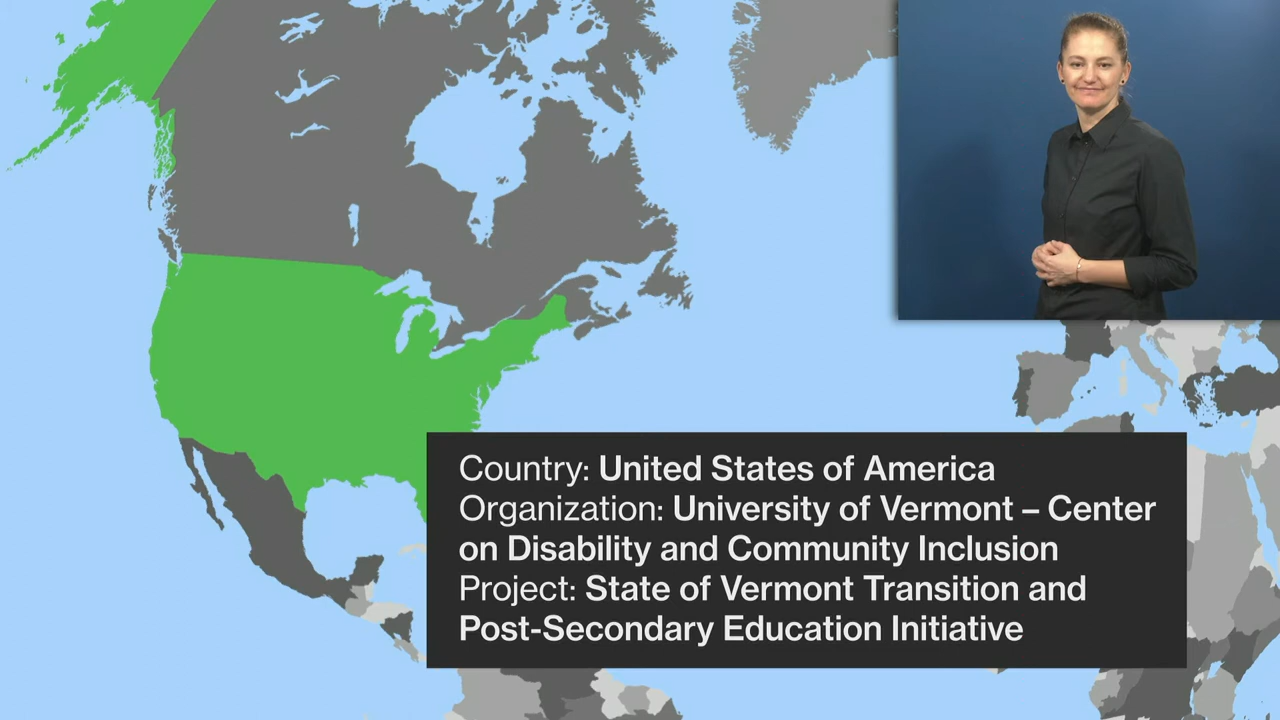 Country: United States of America
Organization: University of Vermont – Center
on Disability and Community Inclusion
Project: State of Vermont Transition and
Post-Secondary Education Initiative